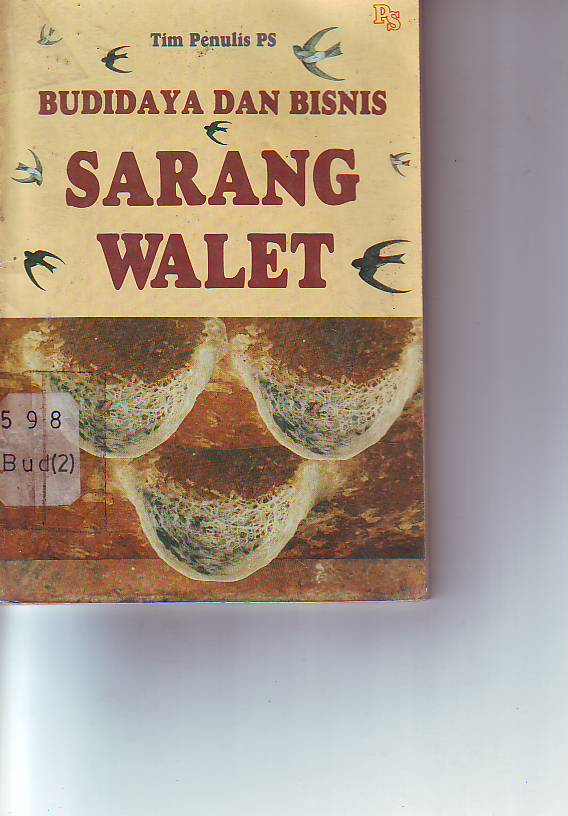 PS
Tim Penulis PS
BUDIDAYA DAN BISNIS
SARANG
WALET
598
Bud(2)